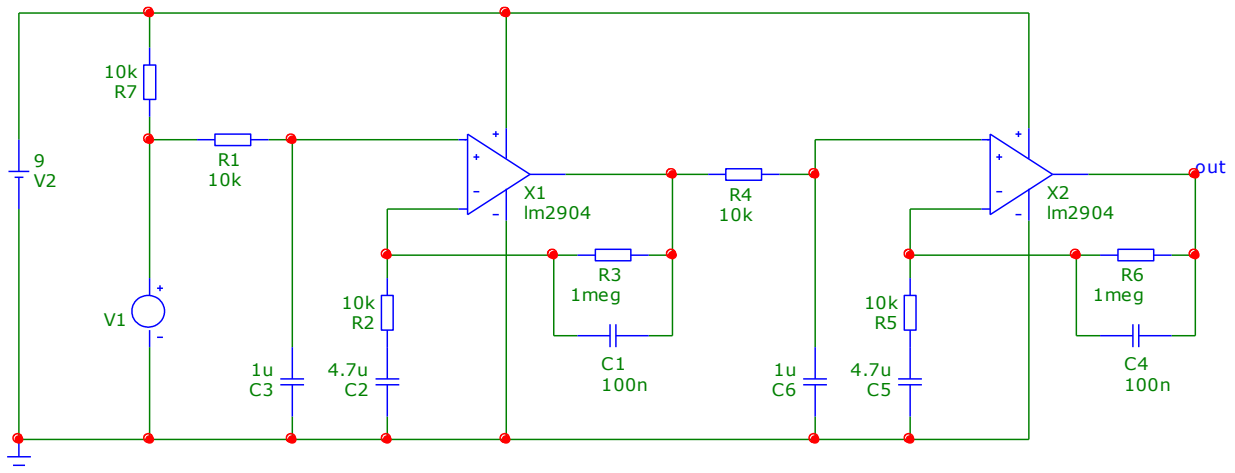 10k
R7
9
V2
R1
10k
V1
1u
C3
+
-
+
-
+
-
X1
lm2904
10k
R2
4.7u
C2
R3
1meg
C1
100n
R4
10k
1u
C6
+
-
+
-
X2
lm2904
out
10k
R5
4.7u
C5
R6
1meg
C4
100n